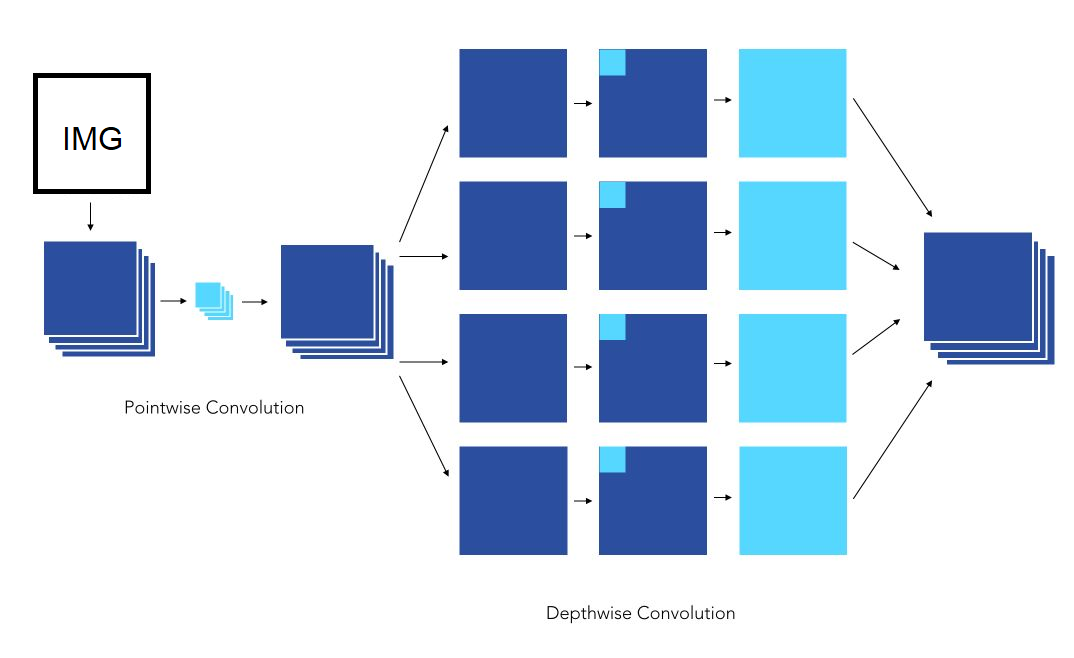 IMG
Pointwise Convolution
Depthwise Convolution